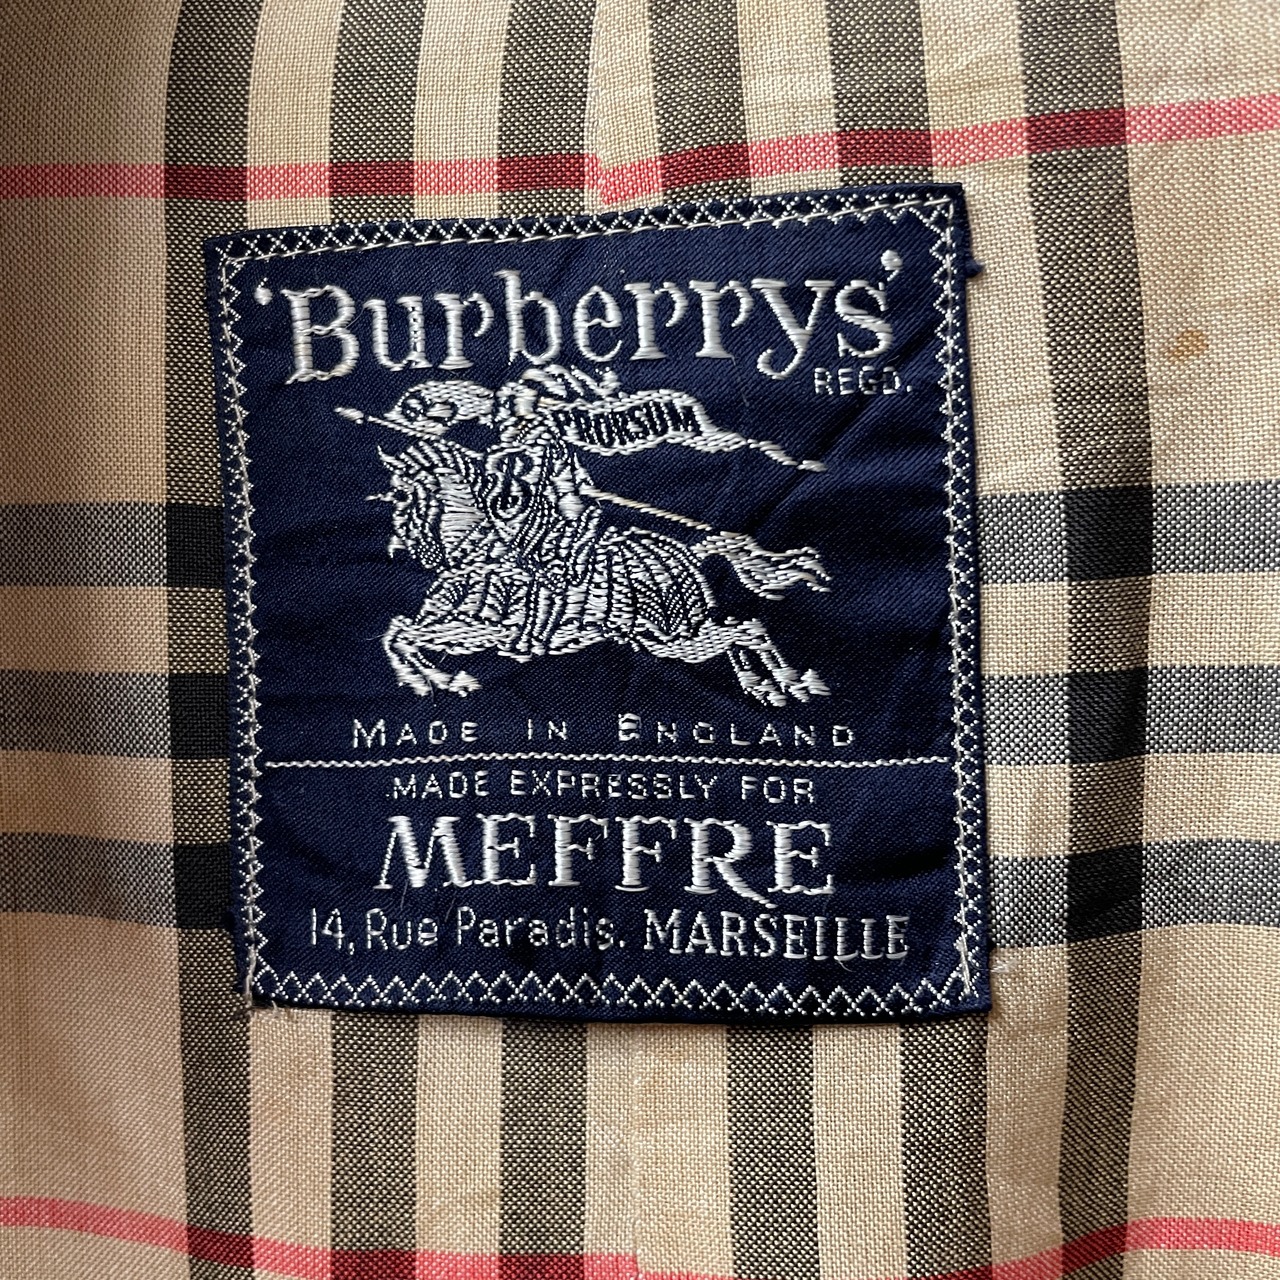 'Burberrys'
REGD.
PRORSUM
B
MADE IN ENGLAND
MADE EXPRESSLY FOR
MEFFRE
14, Rue Paradis. MARSEILLE